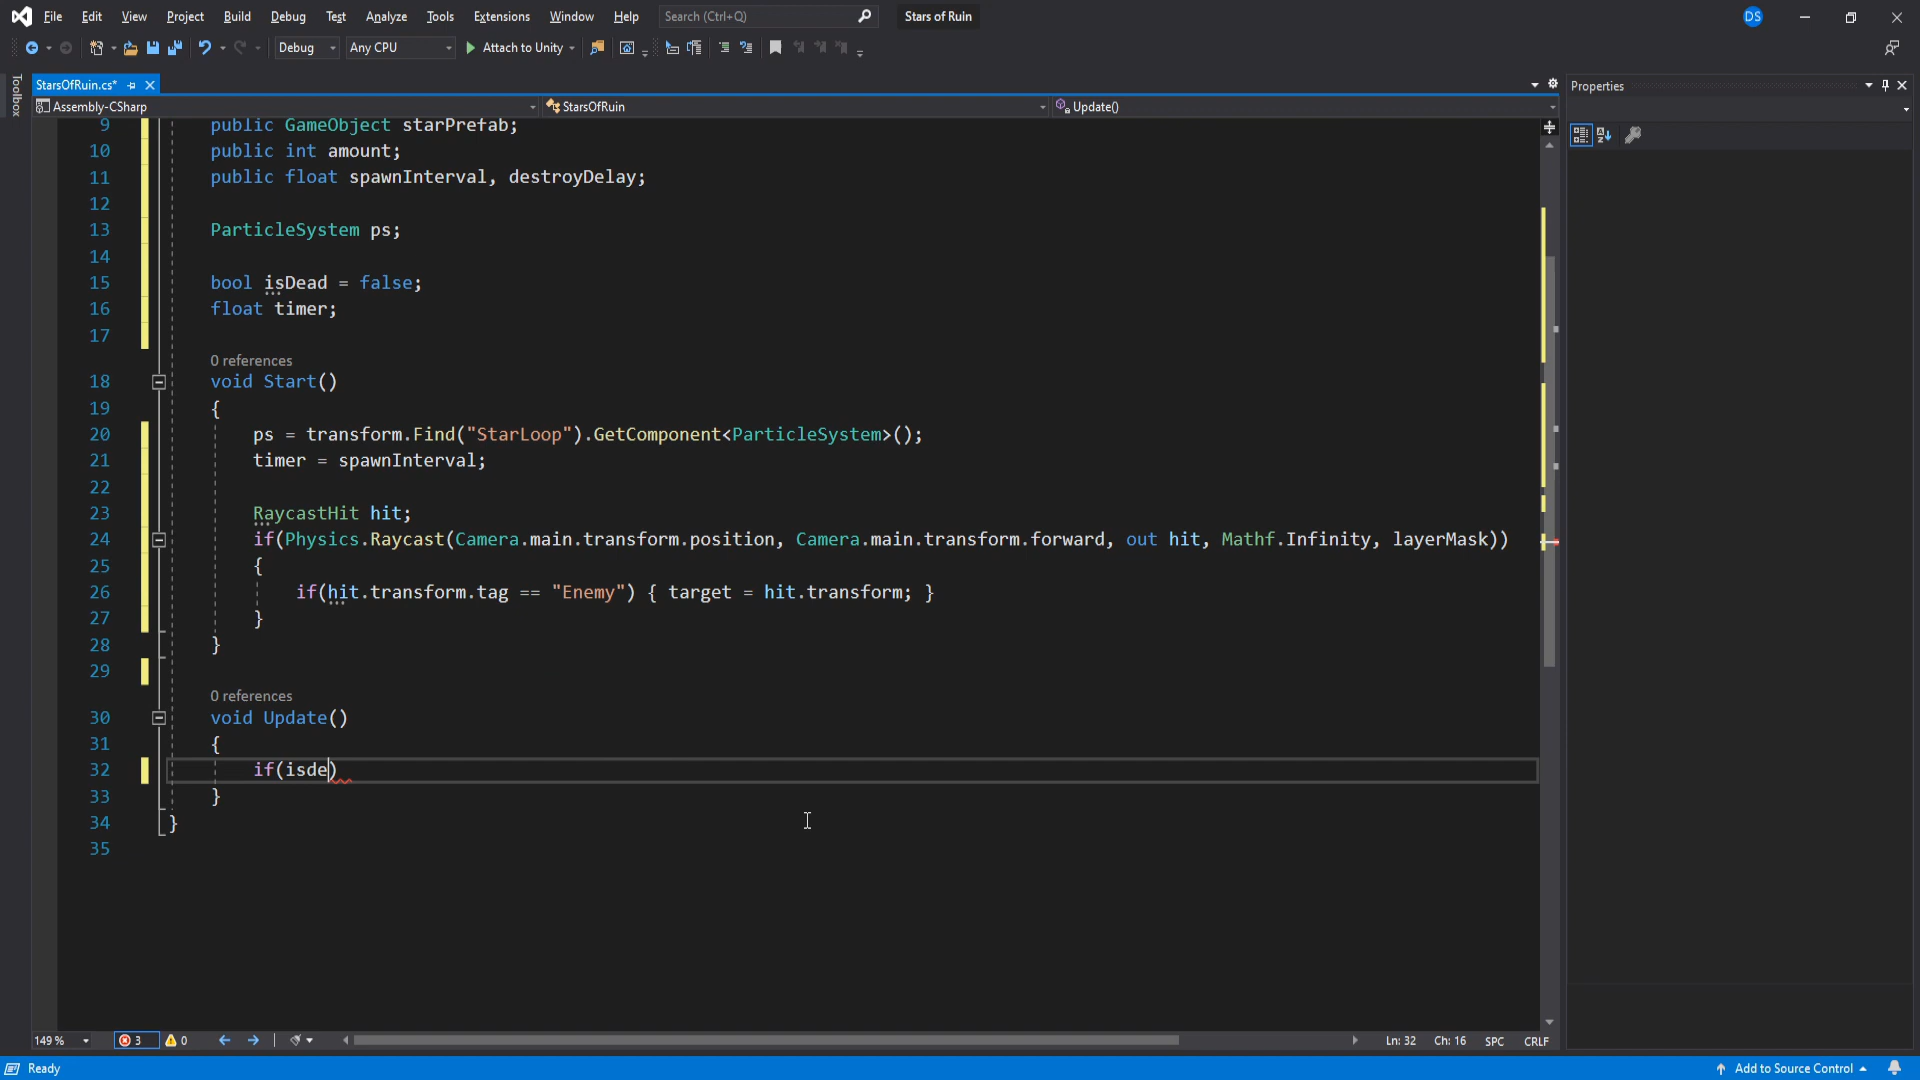 File Edit View Project Build Debug Test Analyze Tools Extensions Window Help Search (Ctrl+Q) Stars of Ruin DS
Debug Any CPU Attach to Unity
Toolbox
StarsOfRuin.cs*
Properties
Assembly-CSharp StarsOfRuin Update()
9 public GameObject starPrefab;
10 public int amount;
11 public float spawnInterval, destroyDelay;
12
13 ParticleSystem ps;
14
15 bool isDead = false;
16 float timer;
17
0 references
18 void Start()
19 {
20 ps = transform.Find("StarLoop").GetComponent<ParticleSystem>();
21 timer = spawnInterval;
22
23 RaycastHit hit;
24 if(Physics.Raycast(Camera.main.transform.position, Camera.main.transform.forward, out hit, Mathf.Infinity, layerMask))
25 {
26 if(hit.transform.tag == "Enemy") { target = hit.transform; }
27 }
28 }
29
0 references
30 void Update()
31 {
32 if(isde)
33 }
34 }
35
149 % 3 0 Ln: 32 Ch: 16 SPC CRLF
Ready Add to Source Control